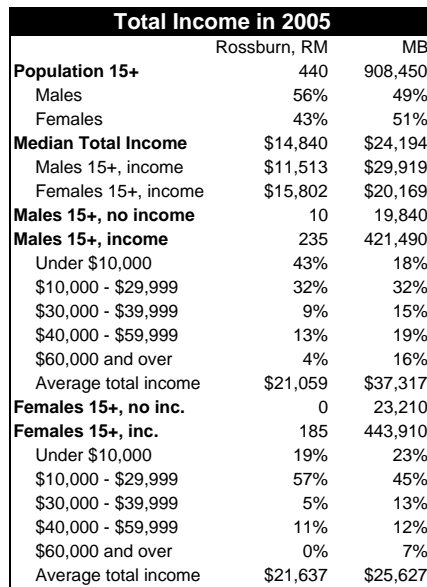 Total Income in 2005
Rossburn, RM MB
Population 15+ 440 908,450
Males 56% 49%
Females 43% 51%
Median Total Income $14,840 $24,194
Males 15+, income $11,513 $29,919
Females 15+, income $15,802 $20,169
Males 15+, no income 10 19,840
Males 15+, income 235 421,490
Under $10,000 43% 18%
$10,000 - $29,999 32% 32%
$30,000 - $39,999 9% 15%
$40,000 - $59,999 13% 19%
$60,000 and over 4% 16%
Average total income $21,059 $37,317
Females 15+, no inc. 0 23,210
Females 15+, inc. 185 443,910
Under $10,000 19% 23%
$10,000 - $29,999 57% 45%
$30,000 - $39,999 5% 13%
$40,000 - $59,999 11% 12%
$60,000 and over 0% 7%
Average total income $21,637 $25,627